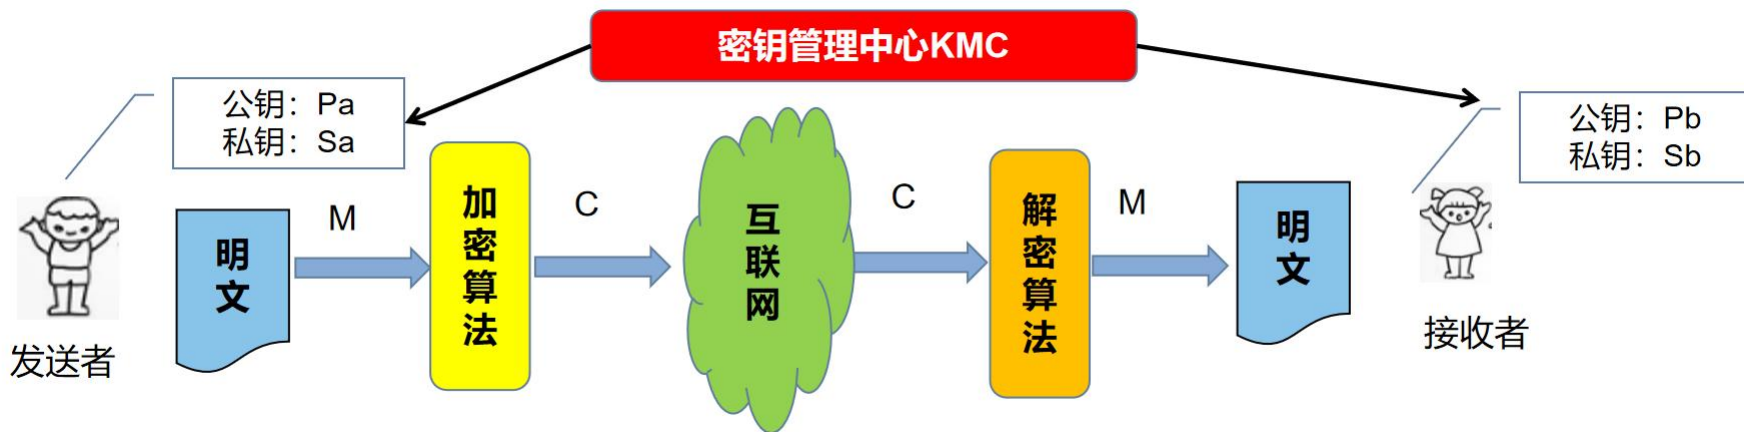 密钥管理中心KMC
公钥：Pa
私钥：Sa
公钥：Pb
私钥：Sb
M
C
C
M
明文
加密算法
互联网
解密算法
明文
发送者
接收者